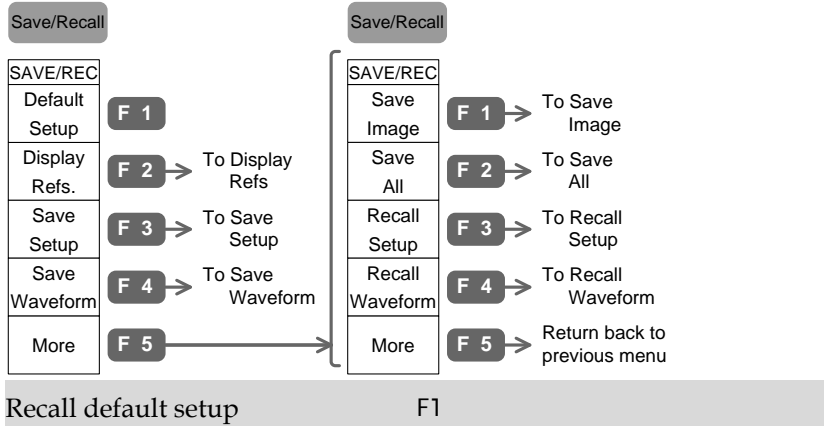 Save/Recall
SAVE/REC
Default
Setup
F 1
Display
Refs.
F 2
To Display
Refs
Save
Setup
F 3
To Save
Setup
Save
Waveform
F 4
To Save
Waveform
More
F 5
Save/Recall
SAVE/REC
Save
Image
F 1
To Save
Image
Save
All
F 2
To Save
All
Recall
Setup
F 3
To Recall
Setup
Recall
Waveform
F 4
To Recall
Waveform
More
F 5
Return back to
previous menu
Recall default setup F1